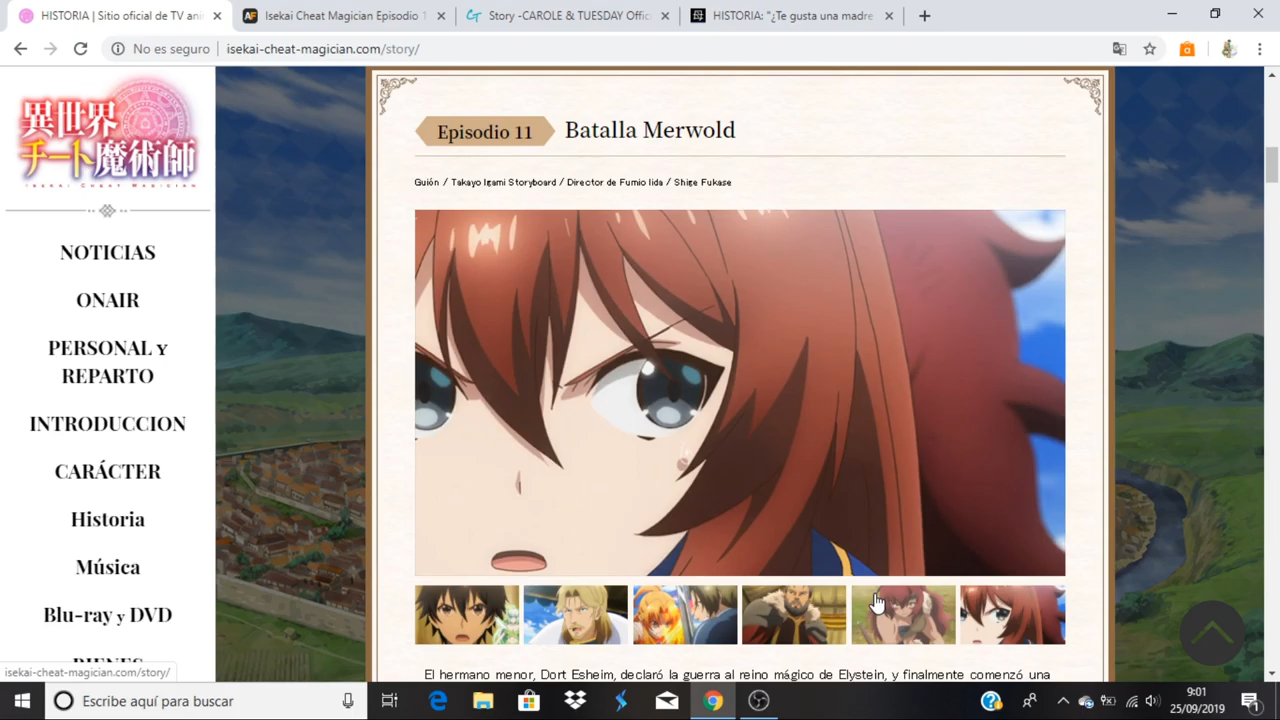 HISTORIA | Sitio oficial de TV ani
Isekai Cheat Magician Episodio 1
Story -CAROLE & TUESDAY Offic
HISTORIA: "¿Te gusta una madre
No es seguro
isekai-cheat-magician.com/story/
異世界
チート魔術師
ISEKAI CHEAT MAGICIAN
NOTICIAS
ONAIR
PERSONAL y
REPARTO
INTRODUCCION
CARÁCTER
Historia
Música
Blu-ray y DVD
BIENES
Episodio 11
Batalla Merwold
Guión / Takayo Igami Storyboard / Director de Fumio Iida / Shige Fukase
El hermano menor, Dort Esheim, declaró la guerra al reino mágico de Elystein, y finalmente comenzó una
isekai-cheat-magician.com/story/
Escribe aquí para buscar
9:01
25/09/2019
1